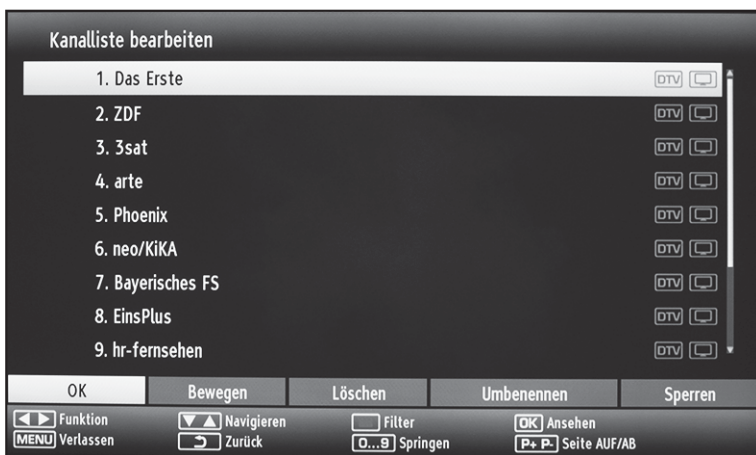 Kanalliste bearbeiten
1. Das Erste DTV
2. ZDF DTV
3. 3sat DTV
4. arte DTV
5. Phoenix DTV
6. neo/KiKA DTV
7. Bayerisches FS DTV
8. EinsPlus DTV
9. hr-fernsehen DTV
OK Bewegen Löschen Umbenennen Sperren
Funktion Navigieren Filter OK Ansehen
MENU Verlassen Zurück 0...9 Springen P+ P- Seite AUF/AB